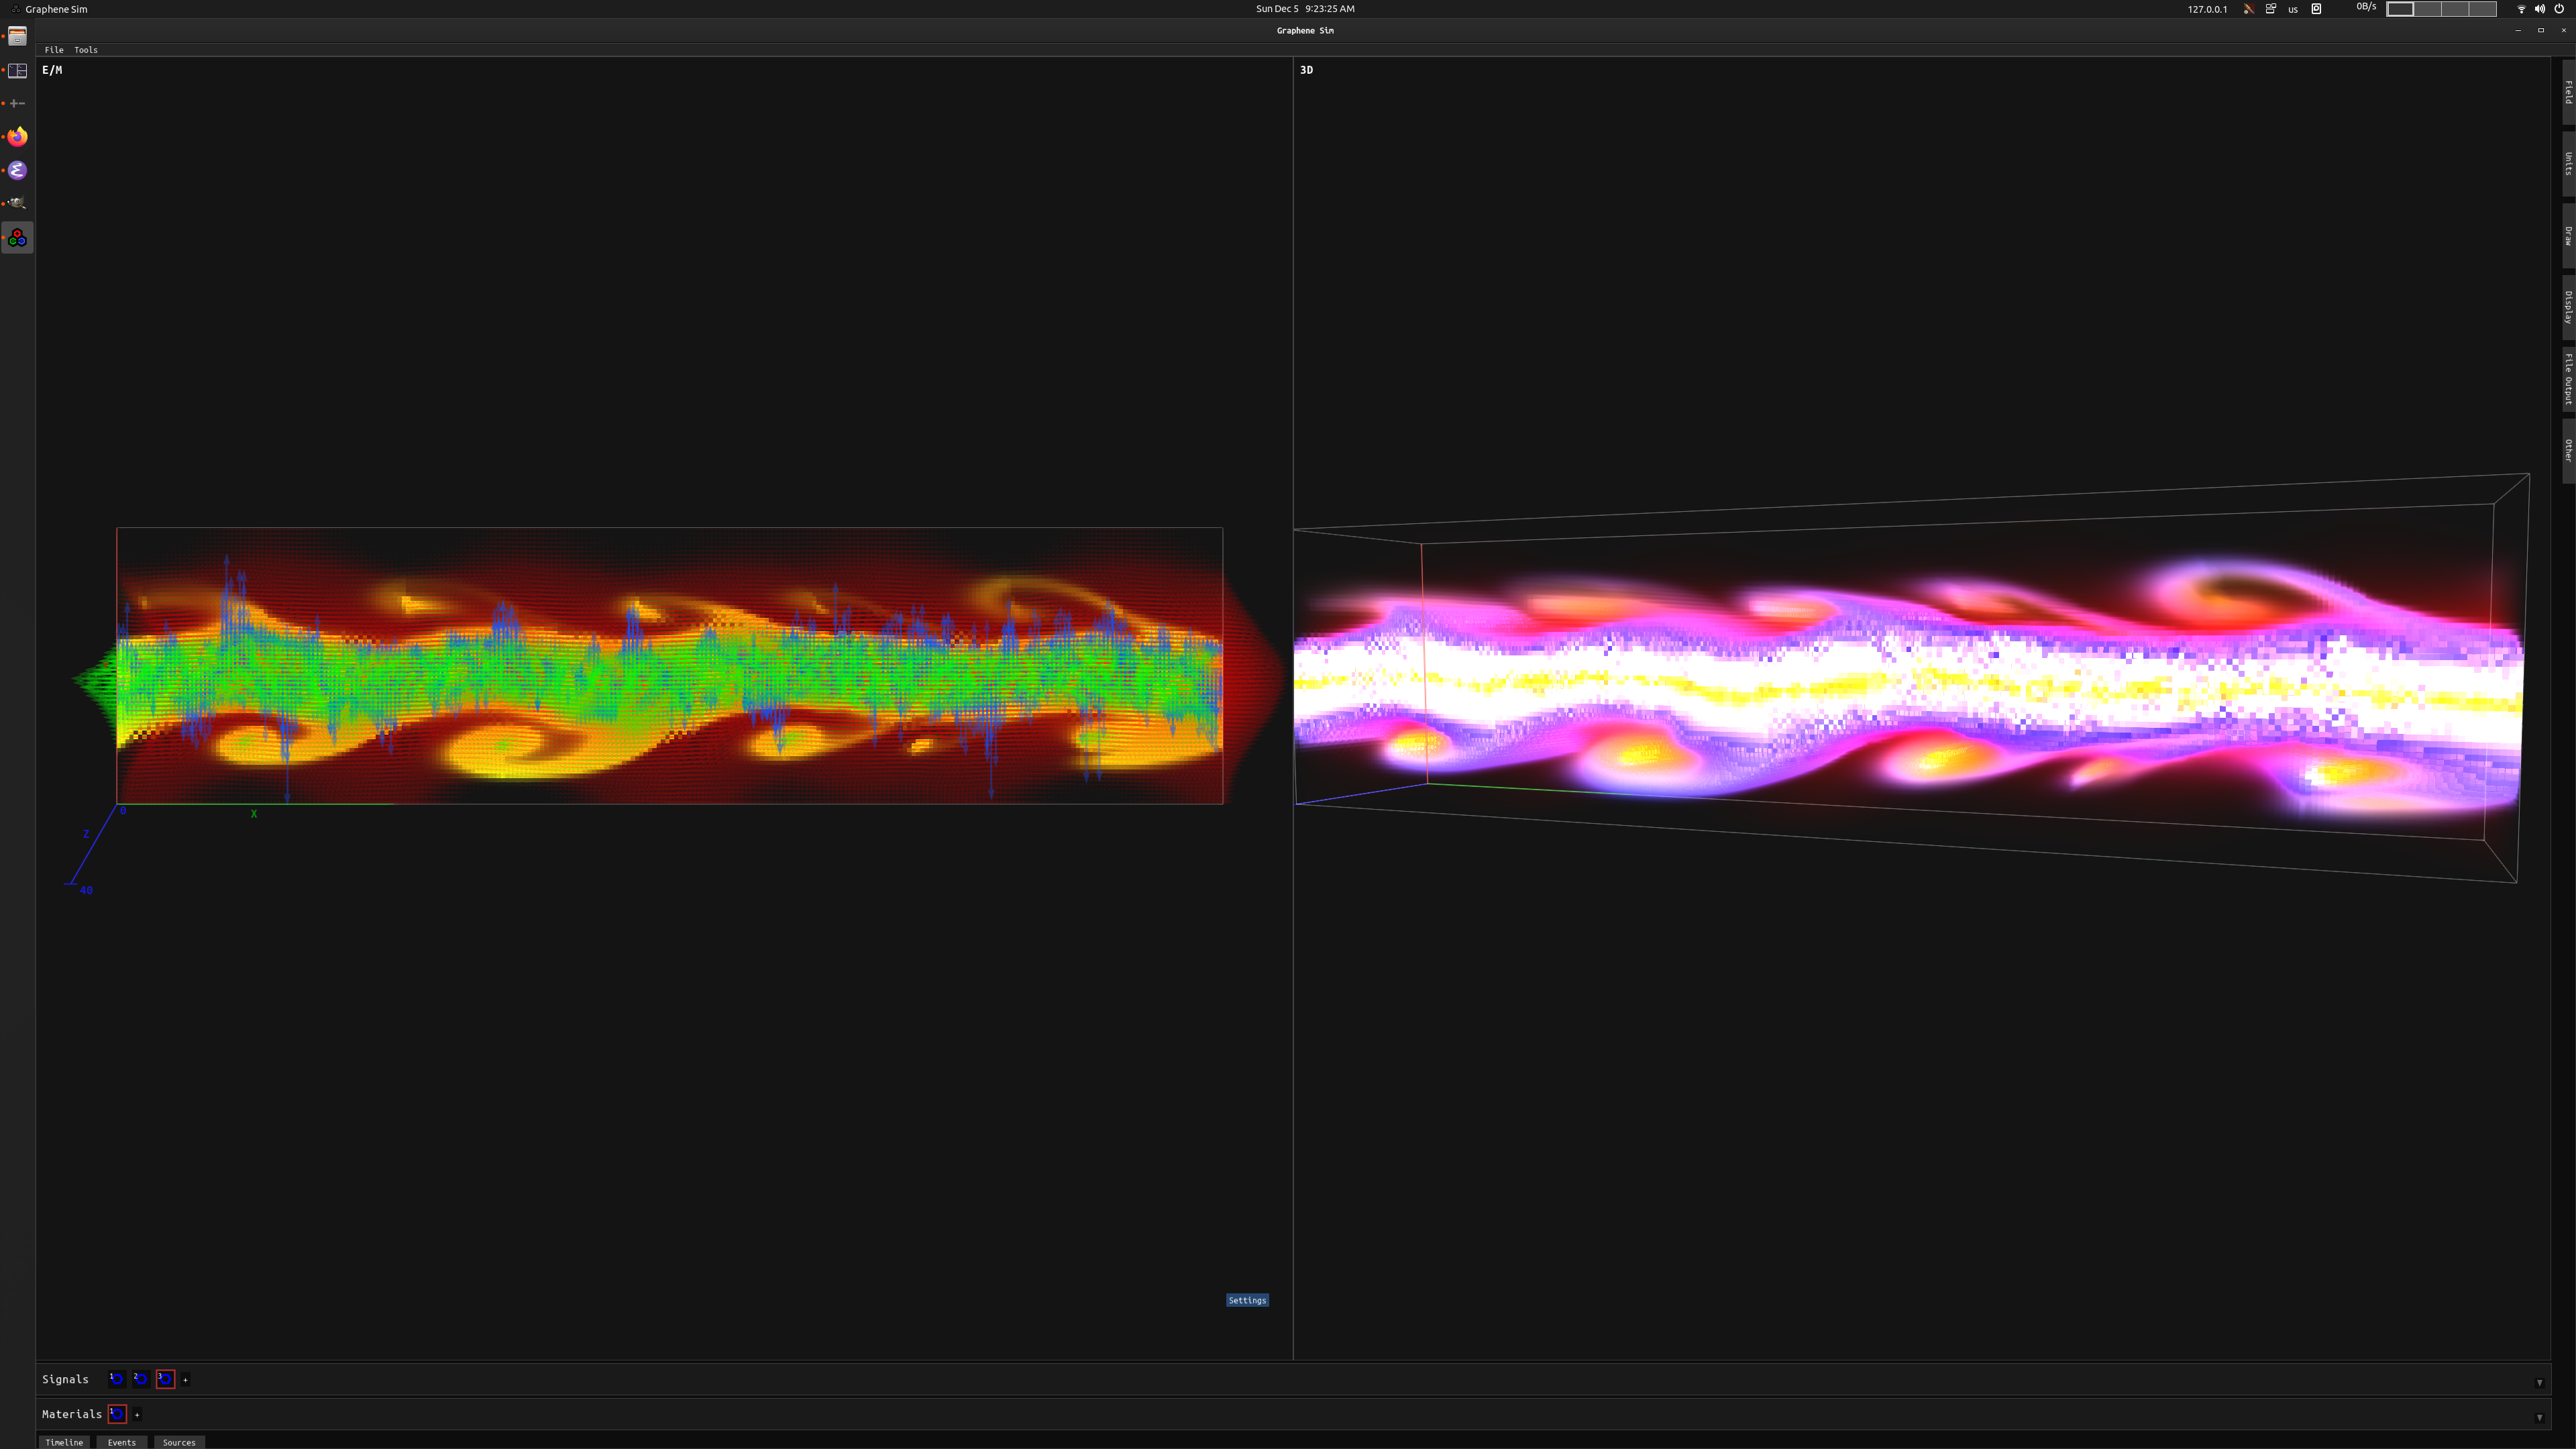 Graphene Sim
Sun Dec 5 9:23:25 AM
127.0.0.1
us
0B/s
Graphene Sim
File Tools
E/M
3D
Field
Units
Draw
Display
File Output
Other
0
X
Z
40
Settings
Signals 1 2 3 +
Materials 1 +
Timeline Events Sources